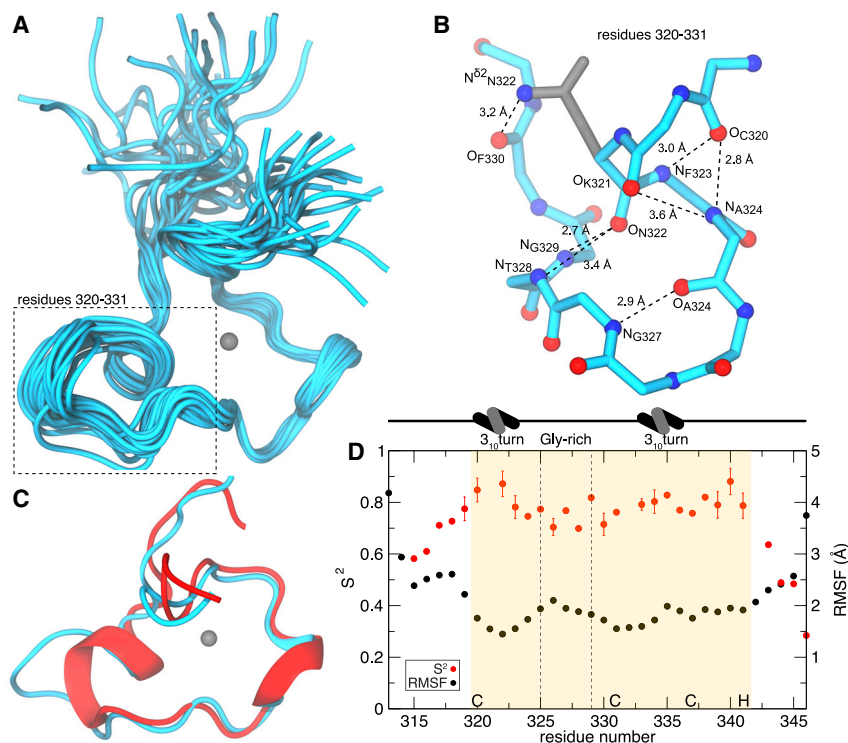 A
residues 320-331
B
residues 320-331
Nδ2N322
3.2 Å
OF330
OC320
3.0 Å
2.8 Å
NF323
OK321
NA324
3.6 Å
2.7 Å
ON322
NG329
NT328
3.4 Å
2.9 Å
OA324
NG327
C
D
310turn
Gly-rich
310turn
1
0.8
0.6
0.4
0.2
0
S2
5
4
3
2
1
0
RMSF (Å)
S2
RMSF
C
C
C
H
315
320
325
330
335
340
345
residue number